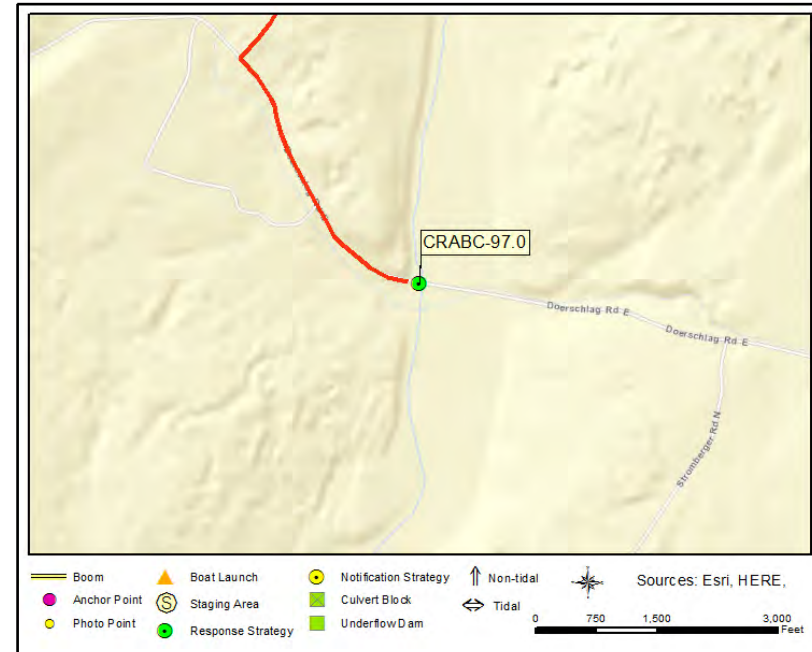 CRABC-97.0
Doerschlag Rd E
Doerschlag Rd E
Stromberger Rd N
Boom
Anchor Point
Photo Point
Boat Launch
S Staging Area
Response Strategy
Notification Strategy
Culvert Block
Underflow Dam
Non-tidal
Tidal
Sources: Esri, HERE,
0 750 1,500 3,000
Feet